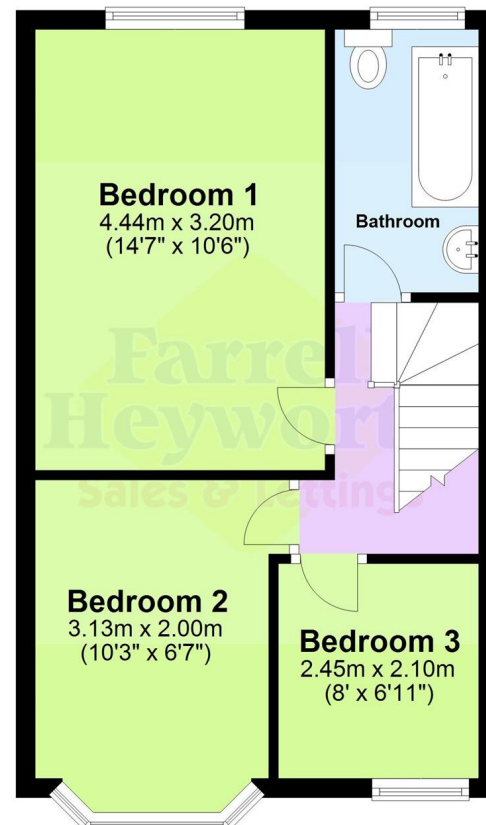 Bedroom 1
4.44m x 3.20m
(14'7" x 10'6")
Bathroom
Farrell
Heyworth
Sales & Lettings
Bedroom 2
3.13m x 2.00m
(10'3" x 6'7")
Bedroom 3
2.45m x 2.10m
(8' x 6'11")